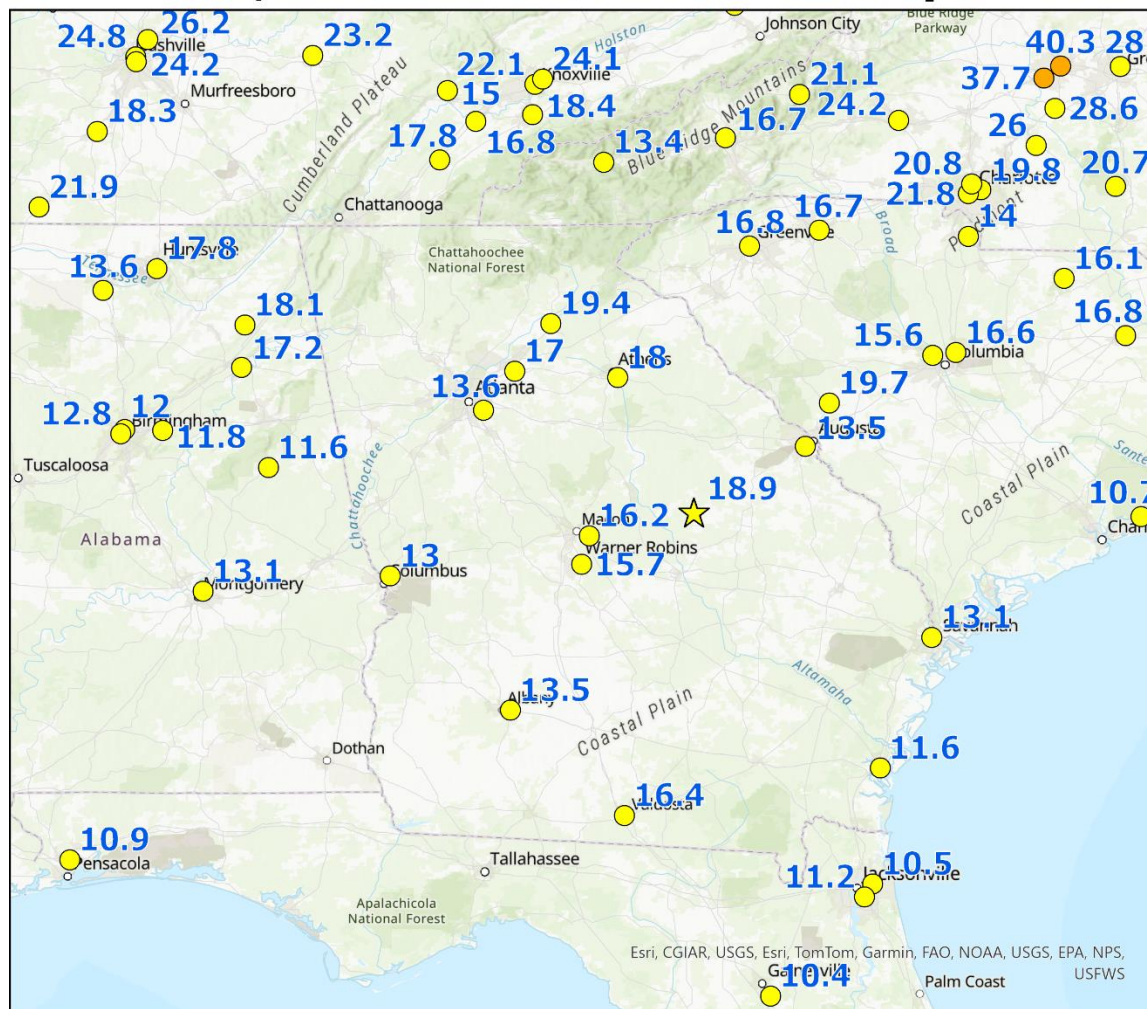 26.2
24.8
Nashville
24.2
23.2
22.1
24.1
Knoxville
Holston
Johnson City
Blue Ridge
Parkway
40.3
28
37.7
Murfreesboro
15
18.4
21.1
24.2
28.6
18.3
17.8
16.8
13.4
16.7
26
Cumberland Plateau
Blue Ridge Mountains
20.8
19.8
Charlotte
20.7
21.8
21.9
Chattanooga
16.8
16.7
Greenville
Broad
Piedmont
14
Huntsville
17.8
Chattahoochee
National Forest
13.6
16.1
18.1
19.4
16.8
17.2
17
Athens
18
15.6
16.6
Columbia
13.6
Atlanta
19.7
12.8
12
Birmingham
11.8
Augusta
13.5
11.6
Tuscaloosa
Chattahoochee
Coastal Plain
18.9
10.7
Alabama
Macon
16.2
Warner Robins
15.7
13.1
Montgomery
13
Columbus
13.1
Savannah
Altamaha
13.5
Albany
Coastal Plain
Dothan
11.6
16.4
Valdosta
10.9
Pensacola
Tallahassee
10.5
11.2
Jacksonville
Apalachicola
National Forest
Esri, CGIAR, USGS, Esri, TomTom, Garmin, FAO, NOAA, USGS, EPA, NPS,
USFWS
Gainesville
10.4
Palm Coast